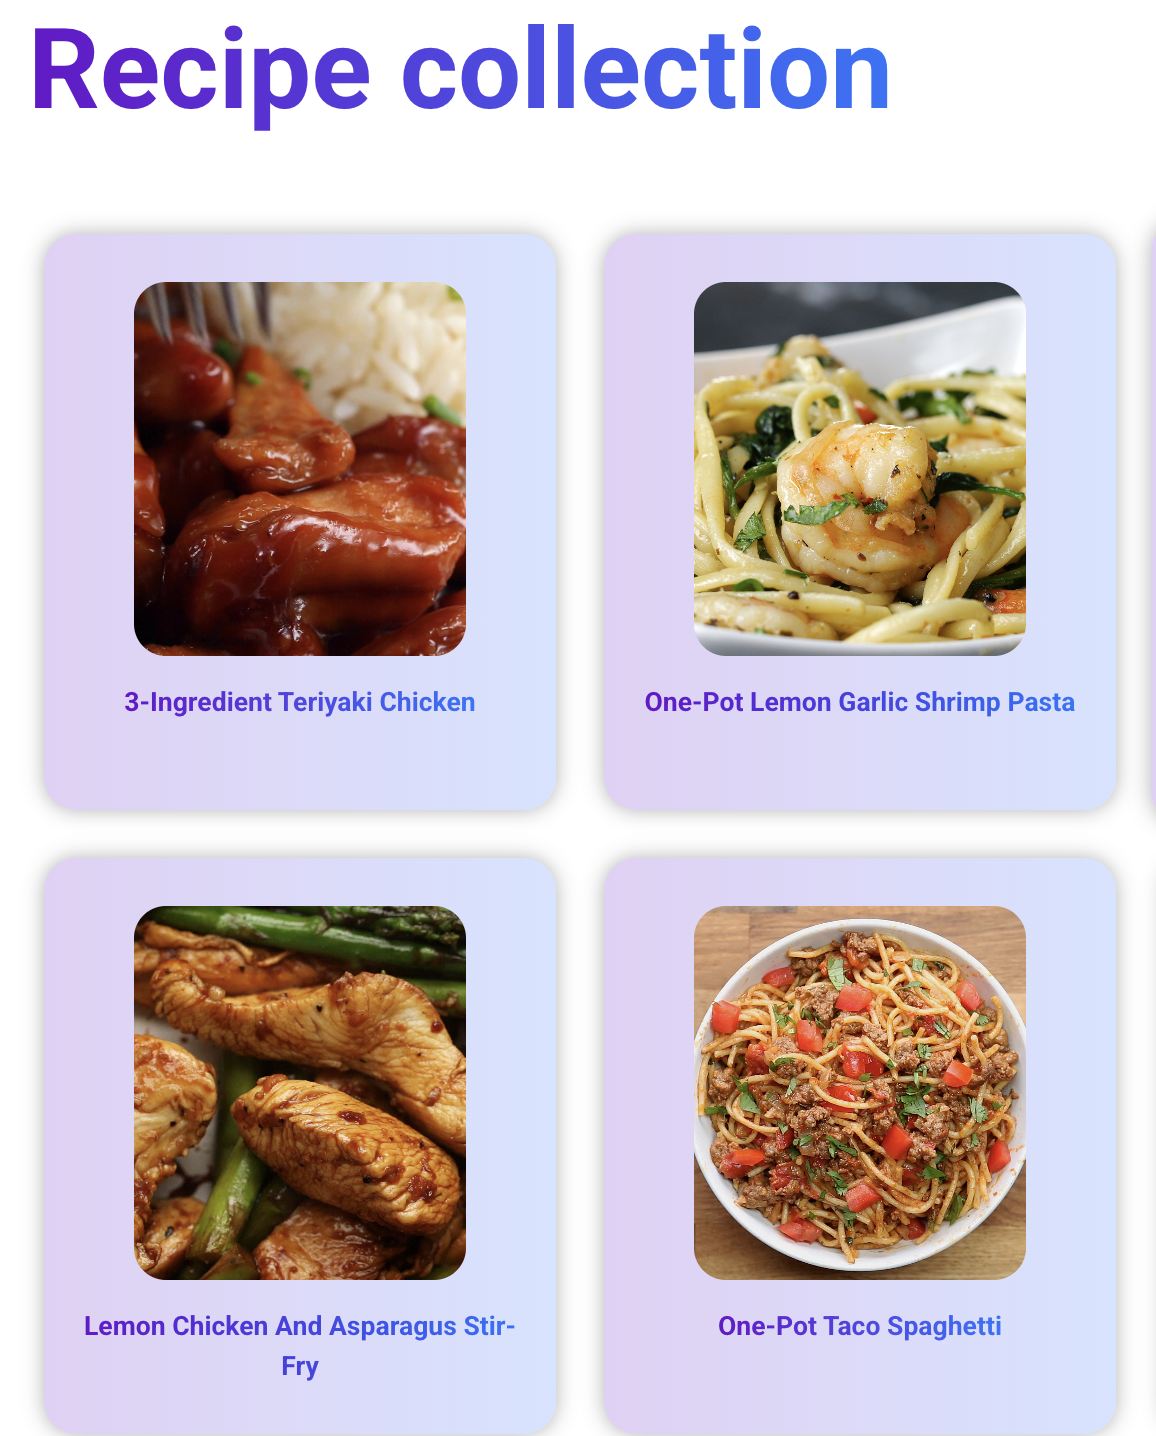 Recipe collection
3-Ingredient Teriyaki Chicken
One-Pot Lemon Garlic Shrimp Pasta
Lemon Chicken And Asparagus Stir-
Fry
One-Pot Taco Spaghetti